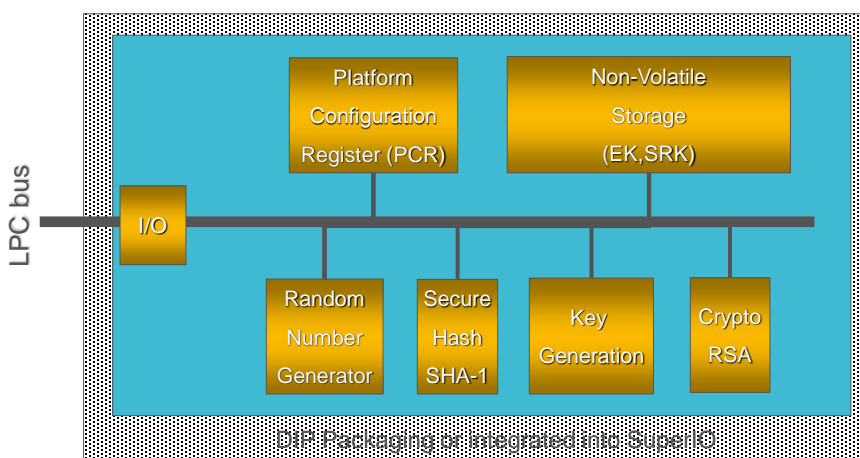 Platform
Configuration
Register (PCR)
Non-Volatile
Storage
(EK,SRK)
LPC bus
I/O
Random
Number
Generator
Secure
Hash
SHA-1
Key
Generation
Crypto
RSA
DIP Packaging or integrated into SuperIO